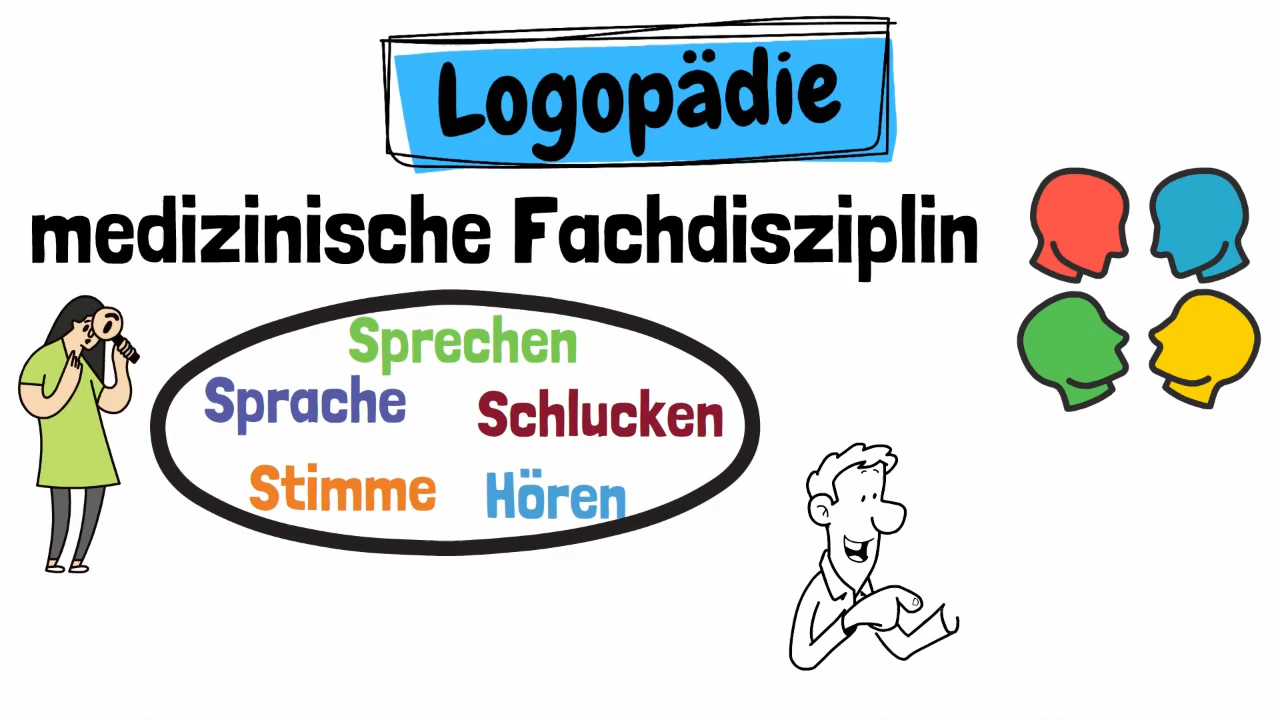 Logopädie
medizinische Fachdisziplin
Sprechen
Sprache
Schlucken
Stimme
Hören